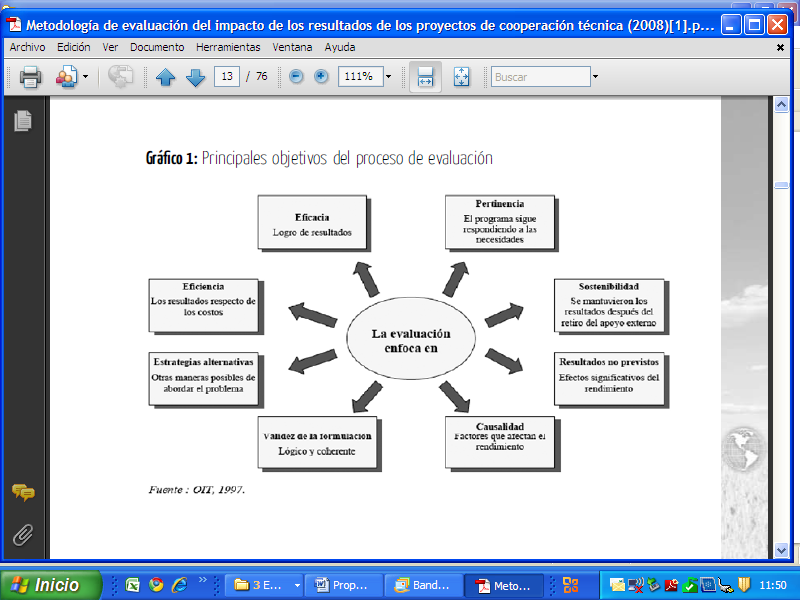 Metodología de evaluación del impacto de los resultados de los proyectos de cooperación técnica (2008)[1].p...
Archivo Edición Ver Documento Herramientas Ventana Ayuda
13 / 76 111% Buscar
Gráfico 1: Principales objetivos del proceso de evaluación
Eficacia
Logro de resultados
Pertinencia
El programa sigue
respondiendo a las
necesidades
Eficiencia
Los resultados respecto de
los costos
Sostenibilidad
Se mantuvieron los
resultados después del
retiro del apoyo externo
La evaluación
enfoca en
Estrategias alternativas
Otras maneras posibles de
abordar el problema
Resultados no previstos
Efectos significativos del
rendimiento
Validez de la formulación
Lógico y coherente
Causalidad
Factores que afectan el
rendimiento
Fuente : OIT, 1997.
Inicio 3 E... Prop... Band... Meto... 11:50